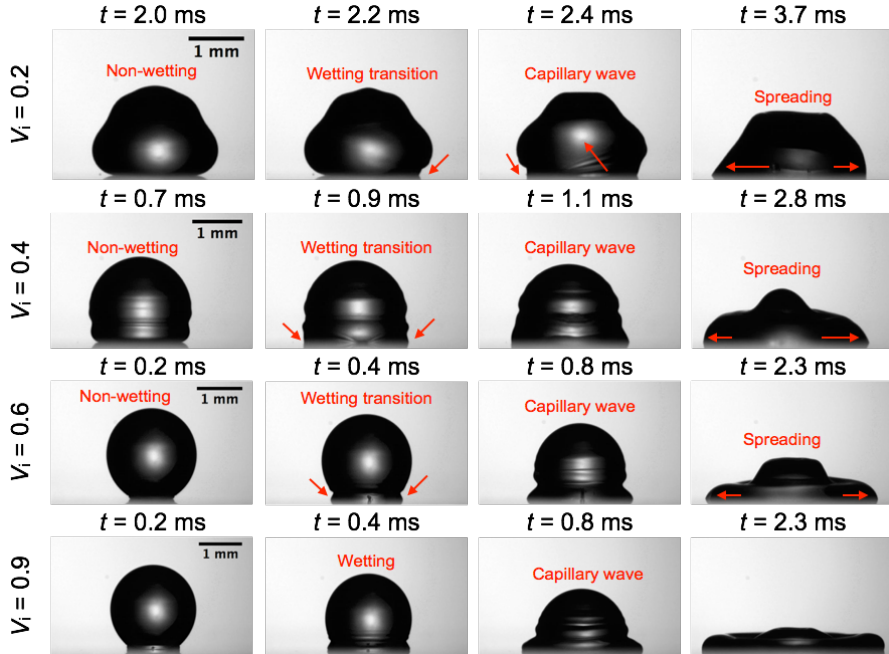 t = 2.0 ms t = 2.2 ms t = 2.4 ms t = 3.7 ms
1 mm
Non-wetting Wetting transition Capillary wave Spreading
Vi = 0.2
t = 0.7 ms t = 0.9 ms t = 1.1 ms t = 2.8 ms
1 mm
Non-wetting Wetting transition Capillary wave Spreading
Vi = 0.4
t = 0.2 ms t = 0.4 ms t = 0.8 ms t = 2.3 ms
1 mm
Non-wetting Wetting transition Capillary wave Spreading
Vi = 0.6
t = 0.2 ms t = 0.4 ms t = 0.8 ms t = 2.3 ms
1 mm
Wetting Capillary wave
Vi = 0.9